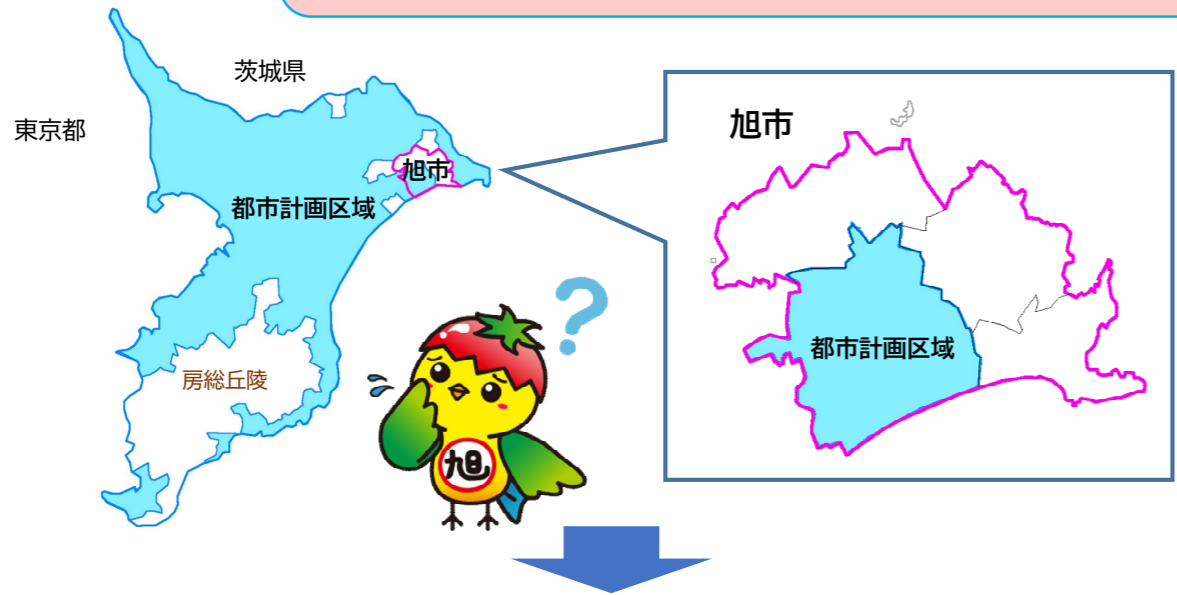 茨城県
東京都
旭市
都市計画区域
房総丘陵
旭
旭市
都市計画区域